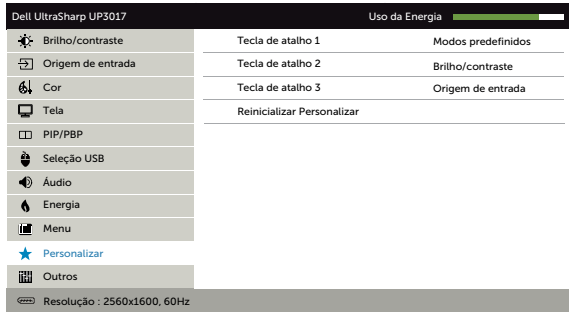 Dell UltraSharp UP3017 Uso da Energia
Brilho/contraste Tecla de atalho 1 Modos predefinidos
Origem de entrada Tecla de atalho 2 Brilho/contraste
Cor Tecla de atalho 3 Origem de entrada
Tela Reinicializar Personalizar
PIP/PBP
Seleção USB
Áudio
Energia
Menu
Personalizar
Outros
Resolução : 2560x1600, 60Hz